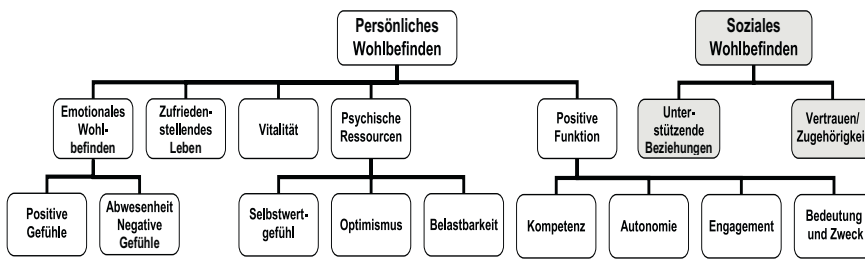 Persönliches
Wohlbefinden
Soziales
Wohlbefinden
Emotionales
Wohl-
befinden
Zufrieden-
stellendes
Leben
Vitalität
Psychische
Ressourcen
Positive
Funktion
Unter-
stützende
Beziehungen
Vertrauen/
Zugehörigkei
Positive
Gefühle
Abwesenheit
Negative
Gefühle
Selbstwert-
gefühl
Optimismus
Belastbarkeit
Kompetenz
Autonomie
Engagement
Bedeutung
und Zweck